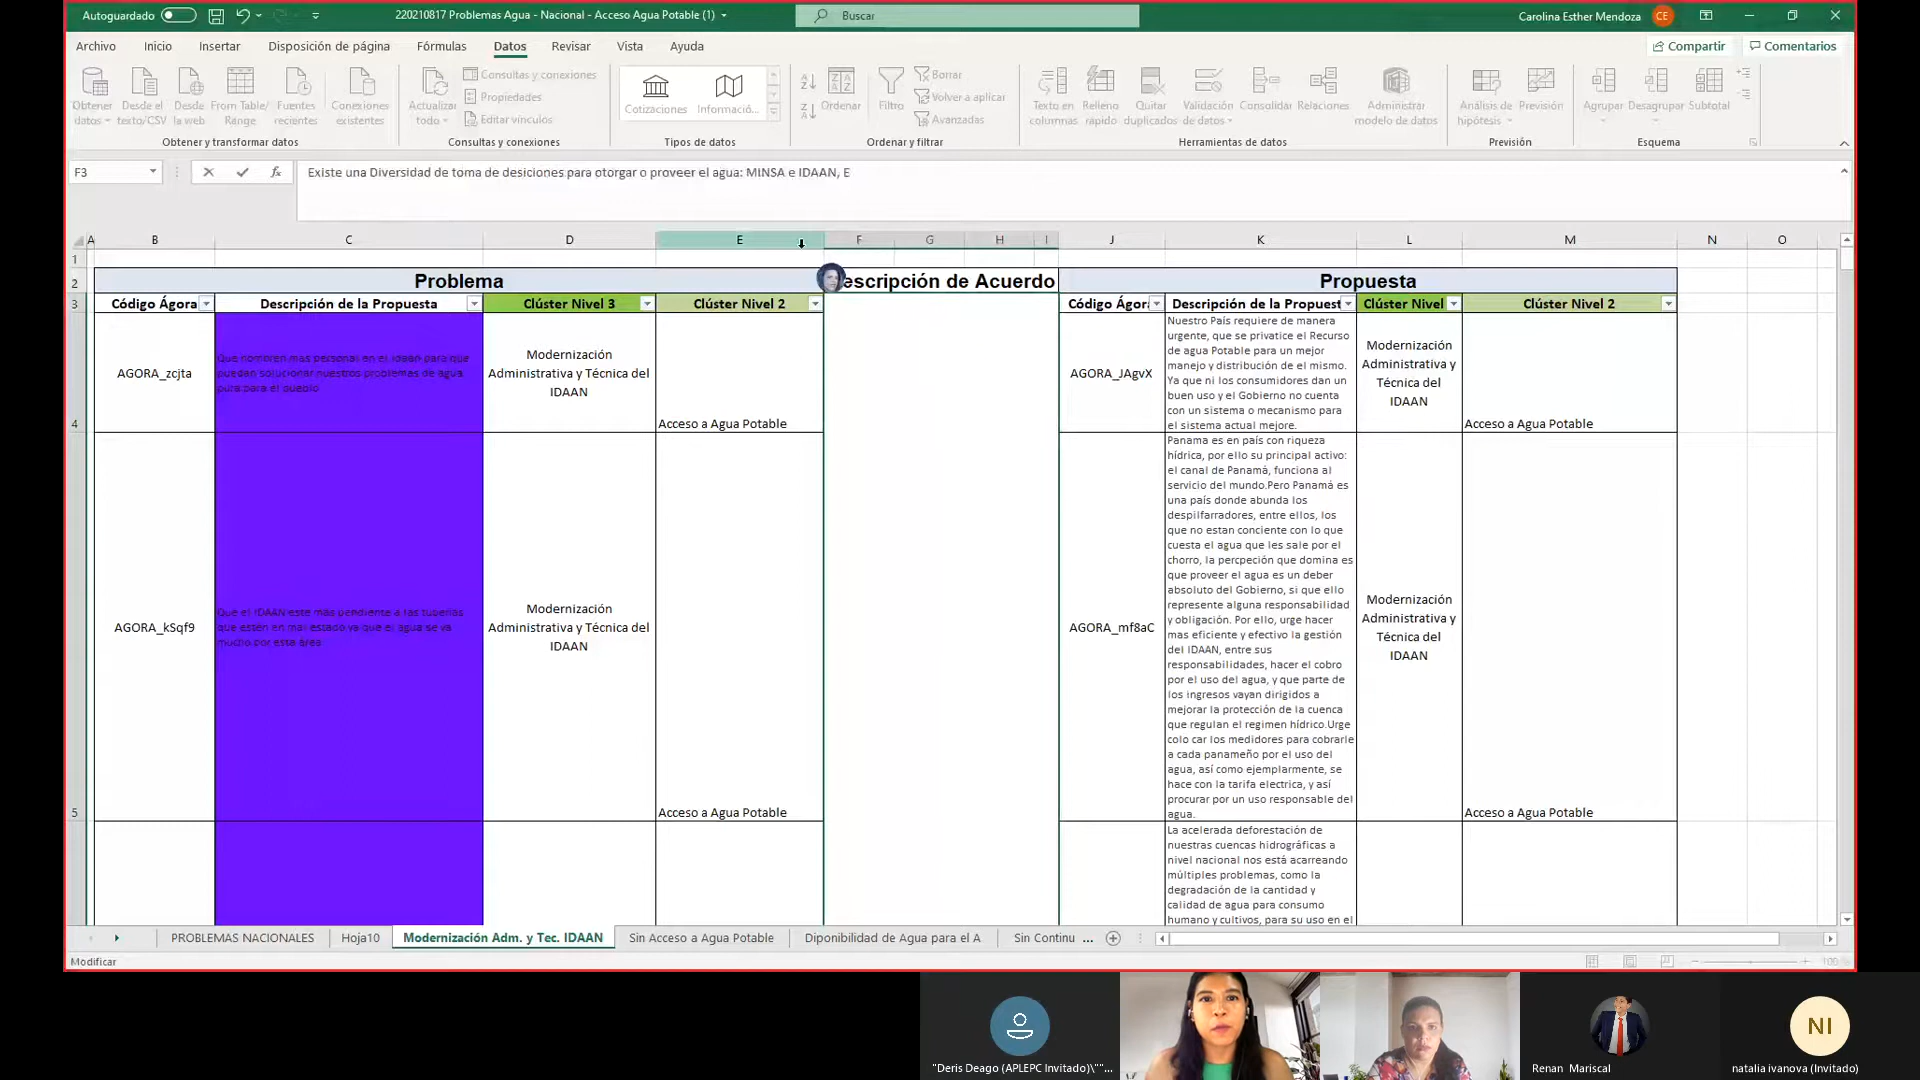 Autoguardado
220210817 Problemas Agua - Nacional - Acceso Agua Potable (1)
Buscar
Carolina Esther Mendoza
CE
Archivo
Inicio
Insertar
Disposición de página
Fórmulas
Datos
Revisar
Vista
Ayuda
Compartir
Comentarios
Obtener datos
Desde el texto/CSV
Desde la web
From Table/ Range
Fuentes recientes
Conexiones existentes
Actualizar todo
Consultas y conexiones
Propiedades
Editar vínculos
Cotizaciones
Informació...
Ordenar
Filtro
Borrar
Volver a aplicar
Avanzadas
Texto en columnas
Relleno rápido
Quitar duplicados
Validación de datos
Consolidar
Relaciones
Administrar modelo de datos
Análisis de hipótesis
Previsión
Agrupar
Desagrupar
Subtotal
Obtener y transformar datos
Consultas y conexiones
Tipos de datos
Ordenar y filtrar
Herramientas de datos
Previsión
Esquema
F3
fx
Existe una Diversidad de toma de desiciones para otorgar o proveer el agua: MINSA e IDAAN, E
A B C D E F G H I J K L M N O
1
2
Problema
escripción de Acuerdo
Propuesta
3
Código Ágora
Descripción de la Propuesta
Clúster Nivel 3
Clúster Nivel 2
Código Ágor
Descripción de la Propuest
Clúster Nivel
Clúster Nivel 2
4
AGORA_zcjta
Que nombren mas personal en el Idaan para que
puedan solucionar nuestros problemas de agua
pura para el pueblo
Modernización
Administrativa y Técnica del
IDAAN
Acceso a Agua Potable
AGORA_JAgvX
Nuestro País requiere de manera
urgente, que se privatice el Recurso
de agua Potable para un mejor
manejo y distribución de el mismo.
Ya que ni los consumidores dan un
buen uso y el Gobierno no cuenta
con un sistema o mecanismo para
el sistema actual mejore.
Modernización
Administrativa y
Técnica del
IDAAN
Acceso a Agua Potable
5
AGORA_kSqf9
Que el IDAAN este más pendiente a las tuberías
que estén en mal estado ya que el agua se va
mucho por esta área
Modernización
Administrativa y Técnica del
IDAAN
Acceso a Agua Potable
AGORA_mf8aC
Panama es en país con riqueza
hídrica, por ello su principal activo:
el canal de Panamá, funciona al
servicio del mundo.Pero Panamá es
una país donde abunda los
despilfarradores, entre ellos, los
que no estan conciente con lo que
cuesta el agua que les sale por el
chorro, la percpeción que domina es
que proveer el agua es un deber
absoluto del Gobierno, si que ello
represente alguna responsabilidad
y obligación. Por ello, urge hacer
mas eficiente y efectivo la gestión
del IDAAN, entre sus
responsabilidades, hacer el cobro
por el uso del agua, y que parte de
los ingresos vayan dirigidos a
mejorar la protección de la cuenca
que regulan el regimen hídrico.Urge
colo car los medidores para cobrarle
a cada panameño por el uso del
agua, así como ejemplarmente, se
hace con la tarifa electrica, y así
procurar por un uso responsable del
agua.
Modernización
Administrativa y
Técnica del
IDAAN
Acceso a Agua Potable
La acelerada deforestación de
nuestras cuencas hidrográficas a
nivel nacional nos está acarreando
múltiples problemas, como la
degradación de la cantidad y
calidad de agua para consumo
humano y cultivos, para su uso en el
PROBLEMAS NACIONALES
Hoja10
Modernización Adm. y Tec. IDAAN
Sin Acceso a Agua Potable
Diponibilidad de Agua para el A
Sin Continu ...
Modificar
100
"Deris Deago (APLEPC Invitado)\""...
Renan Mariscal
NI
natalia ivanova (Invitado)